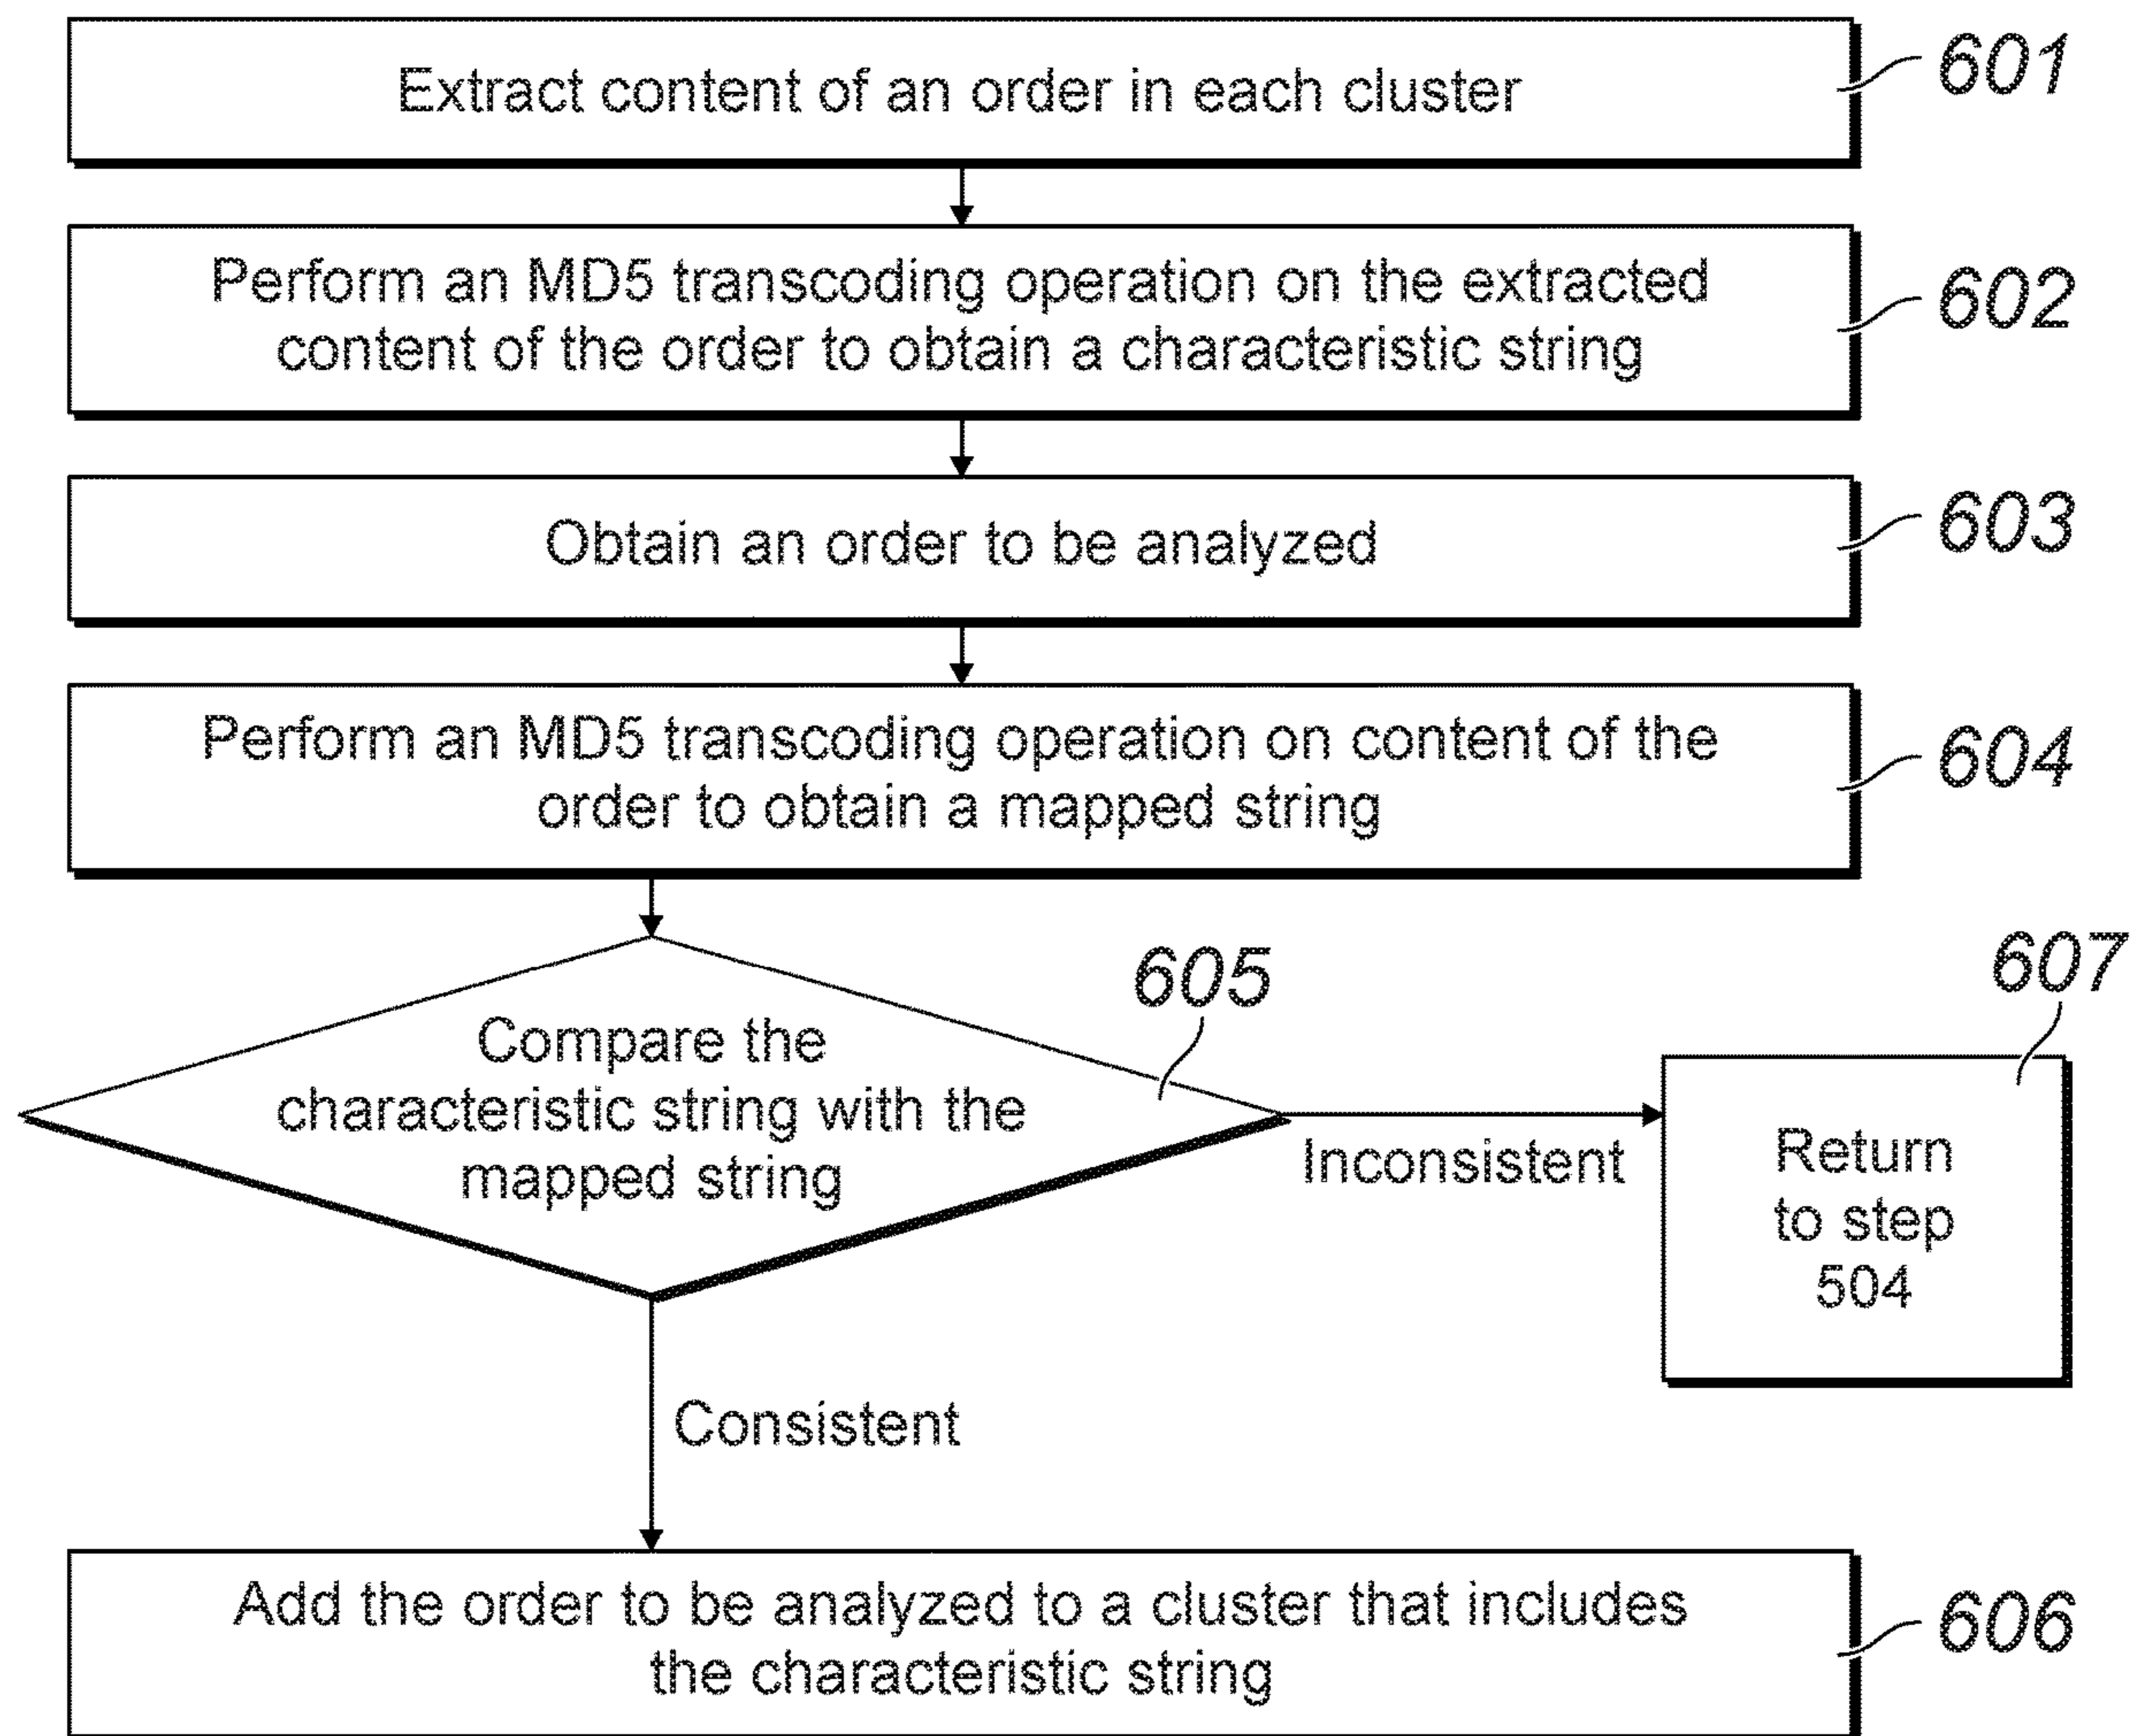 Extract content of an order in each cluster
601
Perform an MD5 transcoding operation on the extracted
content of the order to obtain a characteristic string
602
Obtain an order to be analyzed
603
Perform an MD5 transcoding operation on content of the
order to obtain a mapped string
604
605
Compare the
characteristic string with the
mapped string
Inconsistent
607
Return
to step
504
Consistent
Add the order to be analyzed to a cluster that includes
the characteristic string
606